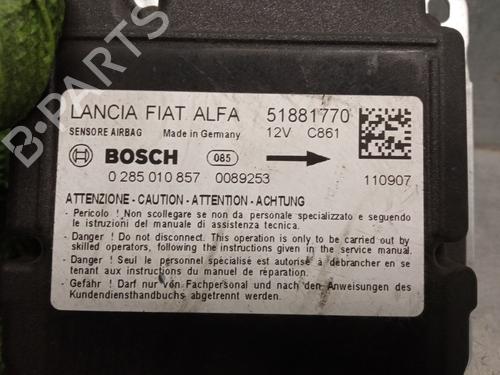 B-PARTS
LANCIA FIAT ALFA 51881770
SENSORE AIRBAG Made in Germany 12V C861
BOSCH 085
0 285 010 857 0089253 110907
ATTENZIONE - CAUTION - ATTENTION - ACHTUNG
- Pericolo ! Non scollegare se non da personale specializzato e seguendo
le istruzioni del manuale di assistenza tecnica.
- Danger ! Do not disconnect. This operation is only to be carried out by
skilled operators, following the instructions given in the service manual.
- Danger ! Seul le personnel spécialisé est autorisé à débrancher en se
tenant aux instructions du manuel de réparation.
- Gefahr ! Darf nur von Fachpersonal und nach den Anweisungen des
Kundendiensthandbuchs abgetrennt werden.